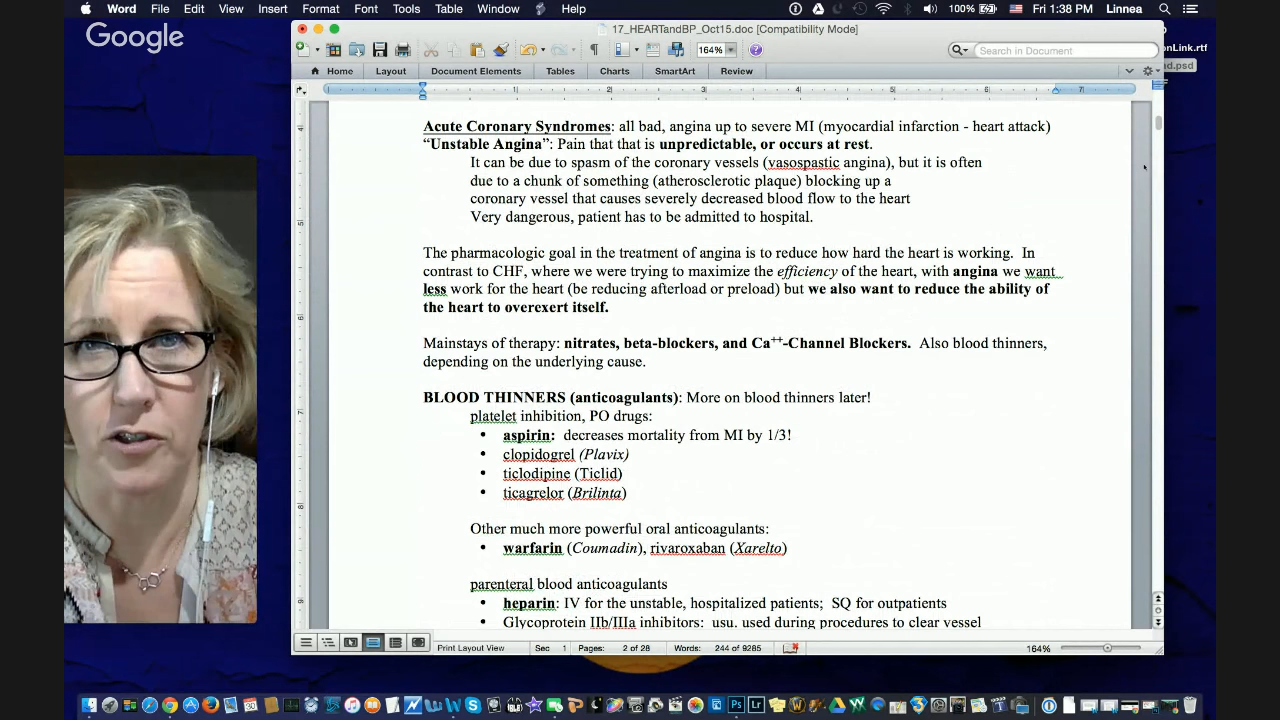 Word File Edit View Insert Format Font Tools Table Window Help 100% Fri 1:38 PM Linnea
Google
17_HEARTandBP_Oct15.doc [Compatibility Mode]
onLink.rtf
164% Search in Document
ad.psd
Home Layout Document Elements Tables Charts SmartArt Review
1 2 3 4 5 6 7
Acute Coronary Syndromes: all bad, angina up to severe MI (myocardial infarction - heart attack)
“Unstable Angina”: Pain that that is unpredictable, or occurs at rest.
It can be due to spasm of the coronary vessels (vasospastic angina), but it is often
due to a chunk of something (atherosclerotic plaque) blocking up a
coronary vessel that causes severely decreased blood flow to the heart
Very dangerous, patient has to be admitted to hospital.
The pharmacologic goal in the treatment of angina is to reduce how hard the heart is working. In
contrast to CHF, where we were trying to maximize the efficiency of the heart, with angina we want
less work for the heart (be reducing afterload or preload) but we also want to reduce the ability of
the heart to overexert itself.
Mainstays of therapy: nitrates, beta-blockers, and Ca++-Channel Blockers. Also blood thinners,
depending on the underlying cause.
BLOOD THINNERS (anticoagulants): More on blood thinners later!
platelet inhibition, PO drugs:
• aspirin: decreases mortality from MI by 1/3!
• clopidogrel (Plavix)
• ticlodipine (Ticlid)
• ticagrelor (Brilinta)
Other much more powerful oral anticoagulants:
• warfarin (Coumadin), rivaroxaban (Xarelto)
parenteral blood anticoagulants
• heparin: IV for the unstable, hospitalized patients; SQ for outpatients
• Glycoprotein IIb/IIIa inhibitors: usu. used during procedures to clear vessel
Print Layout View Sec 1 Pages: 2 of 28 Words: 244 of 9285 164%